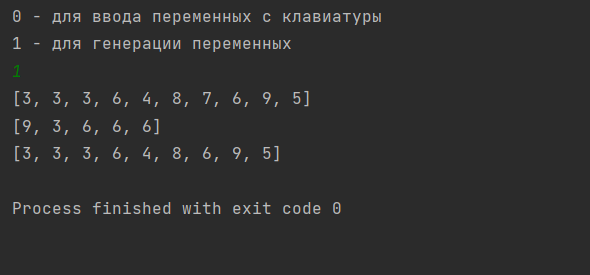 0 - для ввода переменных с клавиатуры
1 - для генерации переменных
1
[3, 3, 3, 6, 4, 8, 7, 6, 9, 5]
[9, 3, 6, 6, 6]
[3, 3, 3, 6, 4, 8, 6, 9, 5]
Process finished with exit code 0